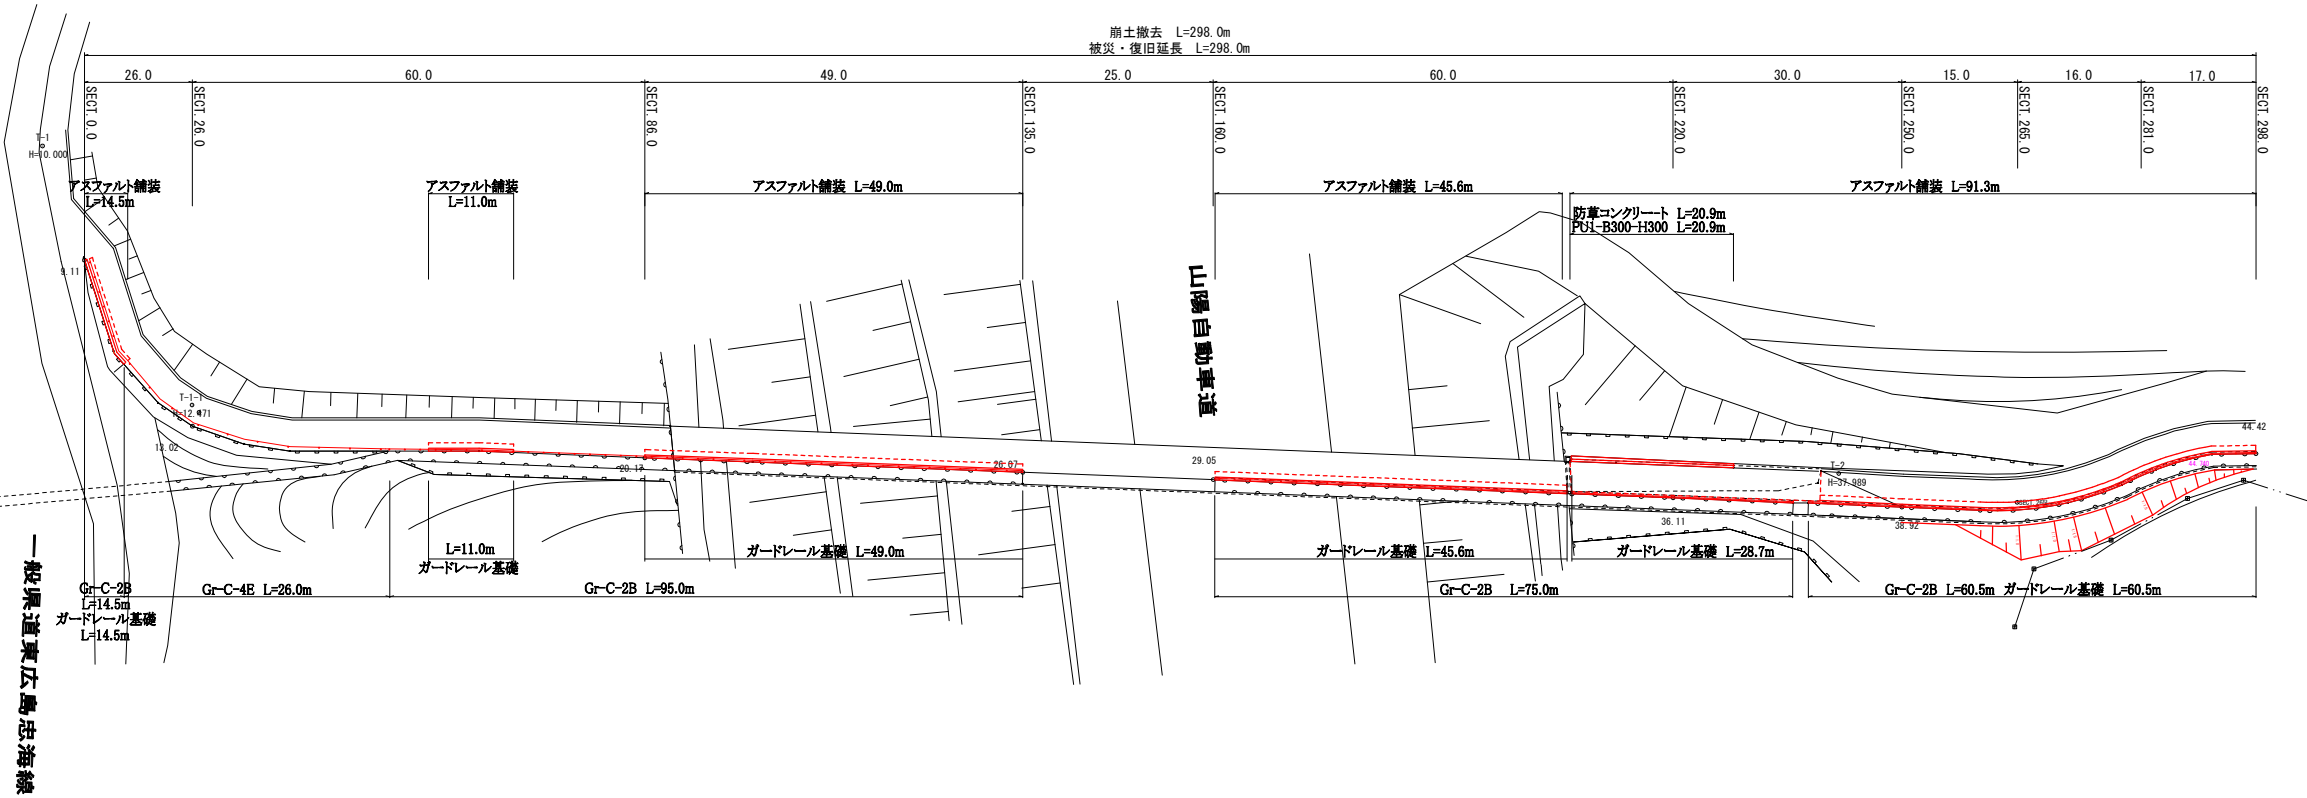 崩土撤去　L=298.0m
被災・復旧延長　L=298.0m
26.0
60.0
49.0
25.0
60.0
30.0
15.0
16.0
17.0
SECT. 0.0
SECT. 26.0
SECT. 86.0
SECT. 135.0
SECT. 160.0
SECT. 220.0
SECT. 250.0
SECT. 265.0
SECT. 281.0
SECT. 298.0
T-1
H=10.000
アスファルト舗装
L=14.5m
アスファルト舗装
L=11.0m
アスファルト舗装 L=49.0m
アスファルト舗装 L=45.6m
アスファルト舗装 L=91.3m
防草コンクリート L=20.9m
PU1-B300-H300 L=20.9m
9.11
山陽自動車道
T-1-1
H=12.471
13.02
20.17
26.07
29.05
T-2
H=37.989
36.11
38.92
44.42
44.740
L=11.0m
ガードレール基礎
ガードレール基礎 L=49.0m
ガードレール基礎 L=45.6m
ガードレール基礎 L=28.7m
Gr-C-2B
L=14.5m
ガードレール基礎
L=14.5m
Gr-C-4E L=26.0m
Gr-C-2B L=95.0m
Gr-C-2B L=75.0m
Gr-C-2B L=60.5m ガードレール基礎 L=60.5m
一般県道東広島忠海線